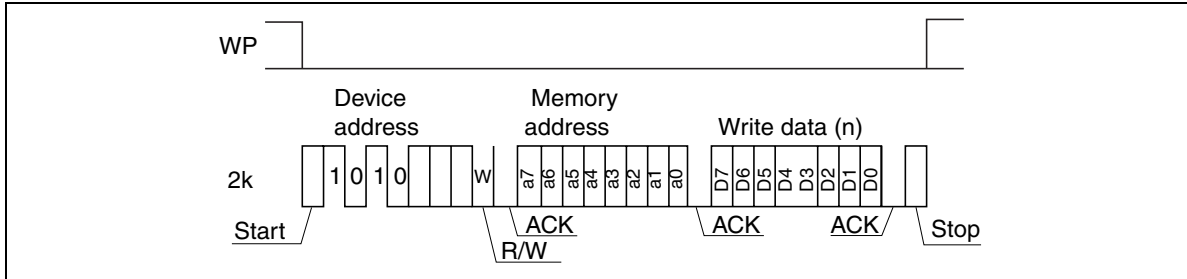 WP
Device address
Memory address
Write data (n)
2k
1 0 1 0 W a7 a6 a5 a4 a3 a2 a1 a0 D7 D6 D5 D4 D3 D2 D1 D0
Start
R/W
ACK
ACK
ACK
Stop